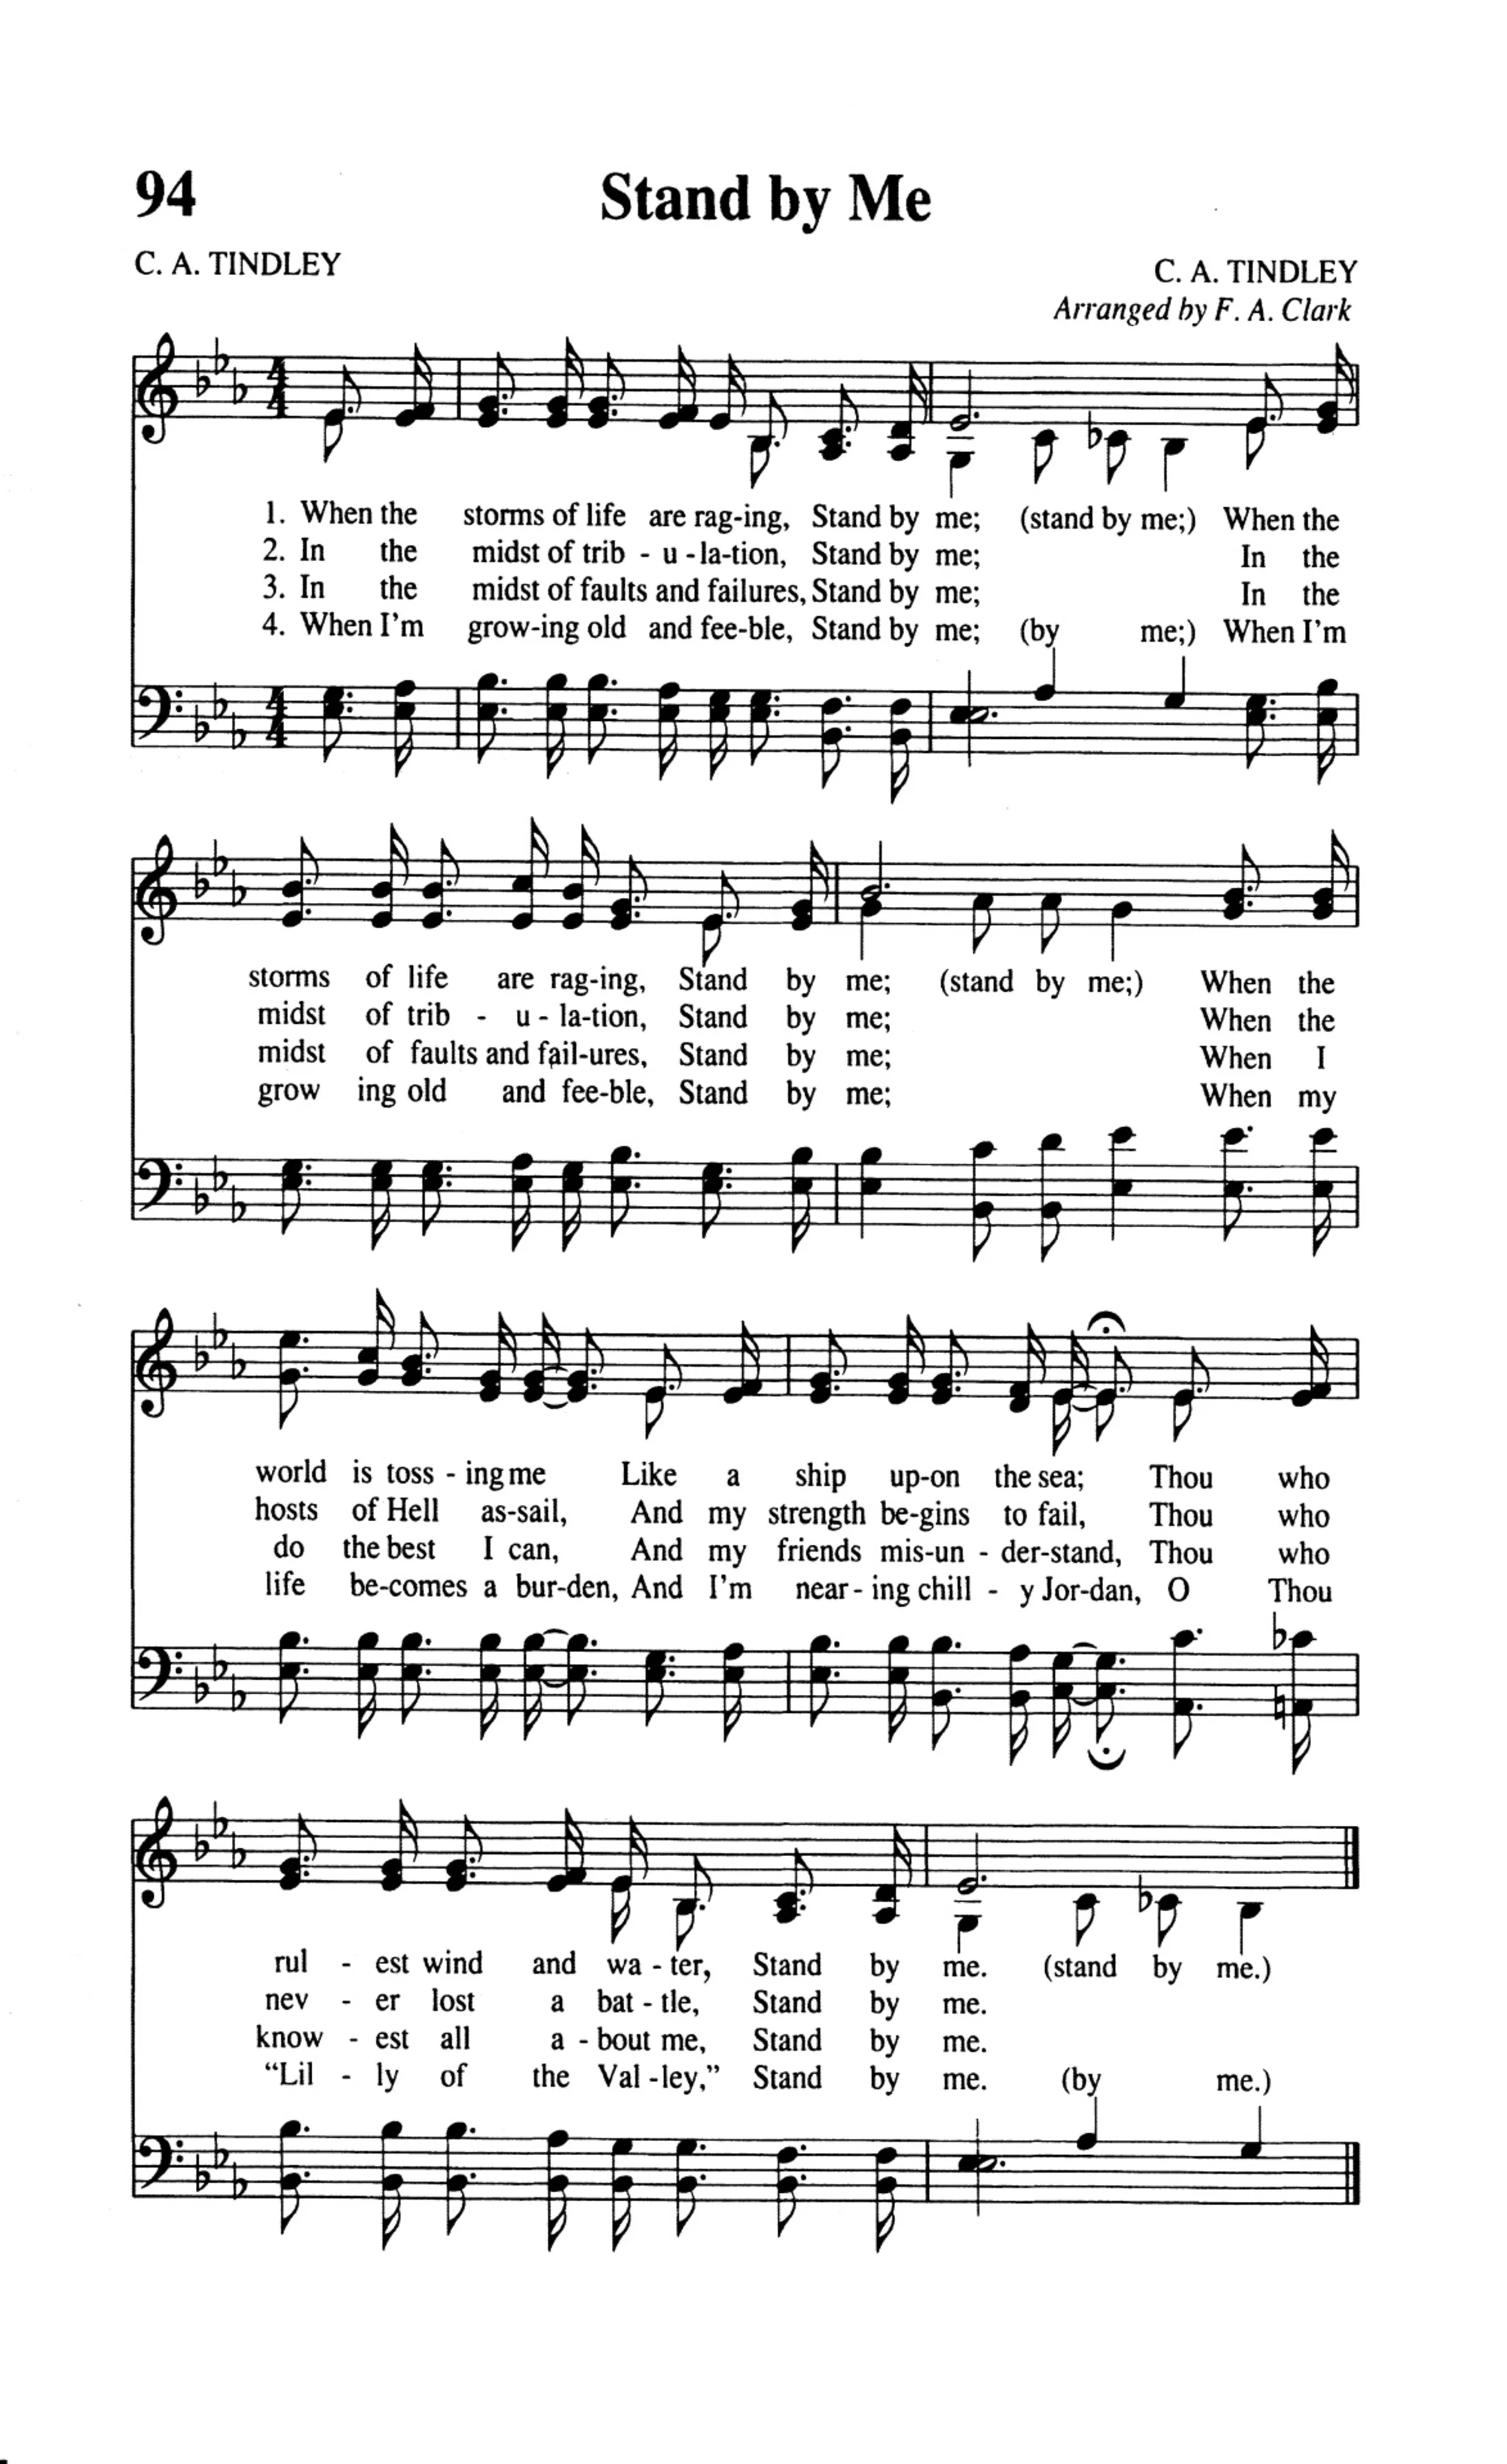 94
Stand by Me
C. A. TINDLEY
C. A. TINDLEY
Arranged by F. A. Clark
4
4
1. When the storms of life are rag-ing, Stand by me; (stand by me;) When the
2. In the midst of trib - u -la-tion, Stand by me; In the
3. In the midst of faults and failures, Stand by me; In the
4. When I'm grow-ing old and fee-ble, Stand by me; (by me;) When I'm
4
4
storms of life are rag-ing, Stand by me; (stand by me;) When the
midst of trib - u - la-tion, Stand by me; When the
midst of faults and fail-ures, Stand by me; When I
grow ing old and fee-ble, Stand by me; When my
world is toss - ing me Like a ship up-on the sea; Thou who
hosts of Hell as-sail, And my strength be-gins to fail, Thou who
do the best I can, And my friends mis-un - der-stand, Thou who
life be-comes a bur-den, And I'm near - ing chill - y Jor-dan, O Thou
rul - est wind and wa - ter, Stand by me. (stand by me.)
nev - er lost a bat - tle, Stand by me.
know - est all a - bout me, Stand by me.
"Lil - ly of the Val -ley," Stand by me. (by me.)